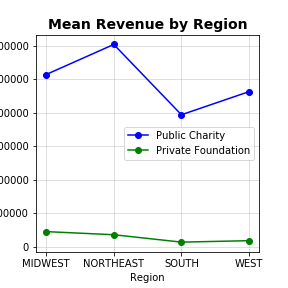 Mean Revenue by Region
Public Charity
Private Foundation
0
MIDWEST NORTHEAST SOUTH WEST
Region